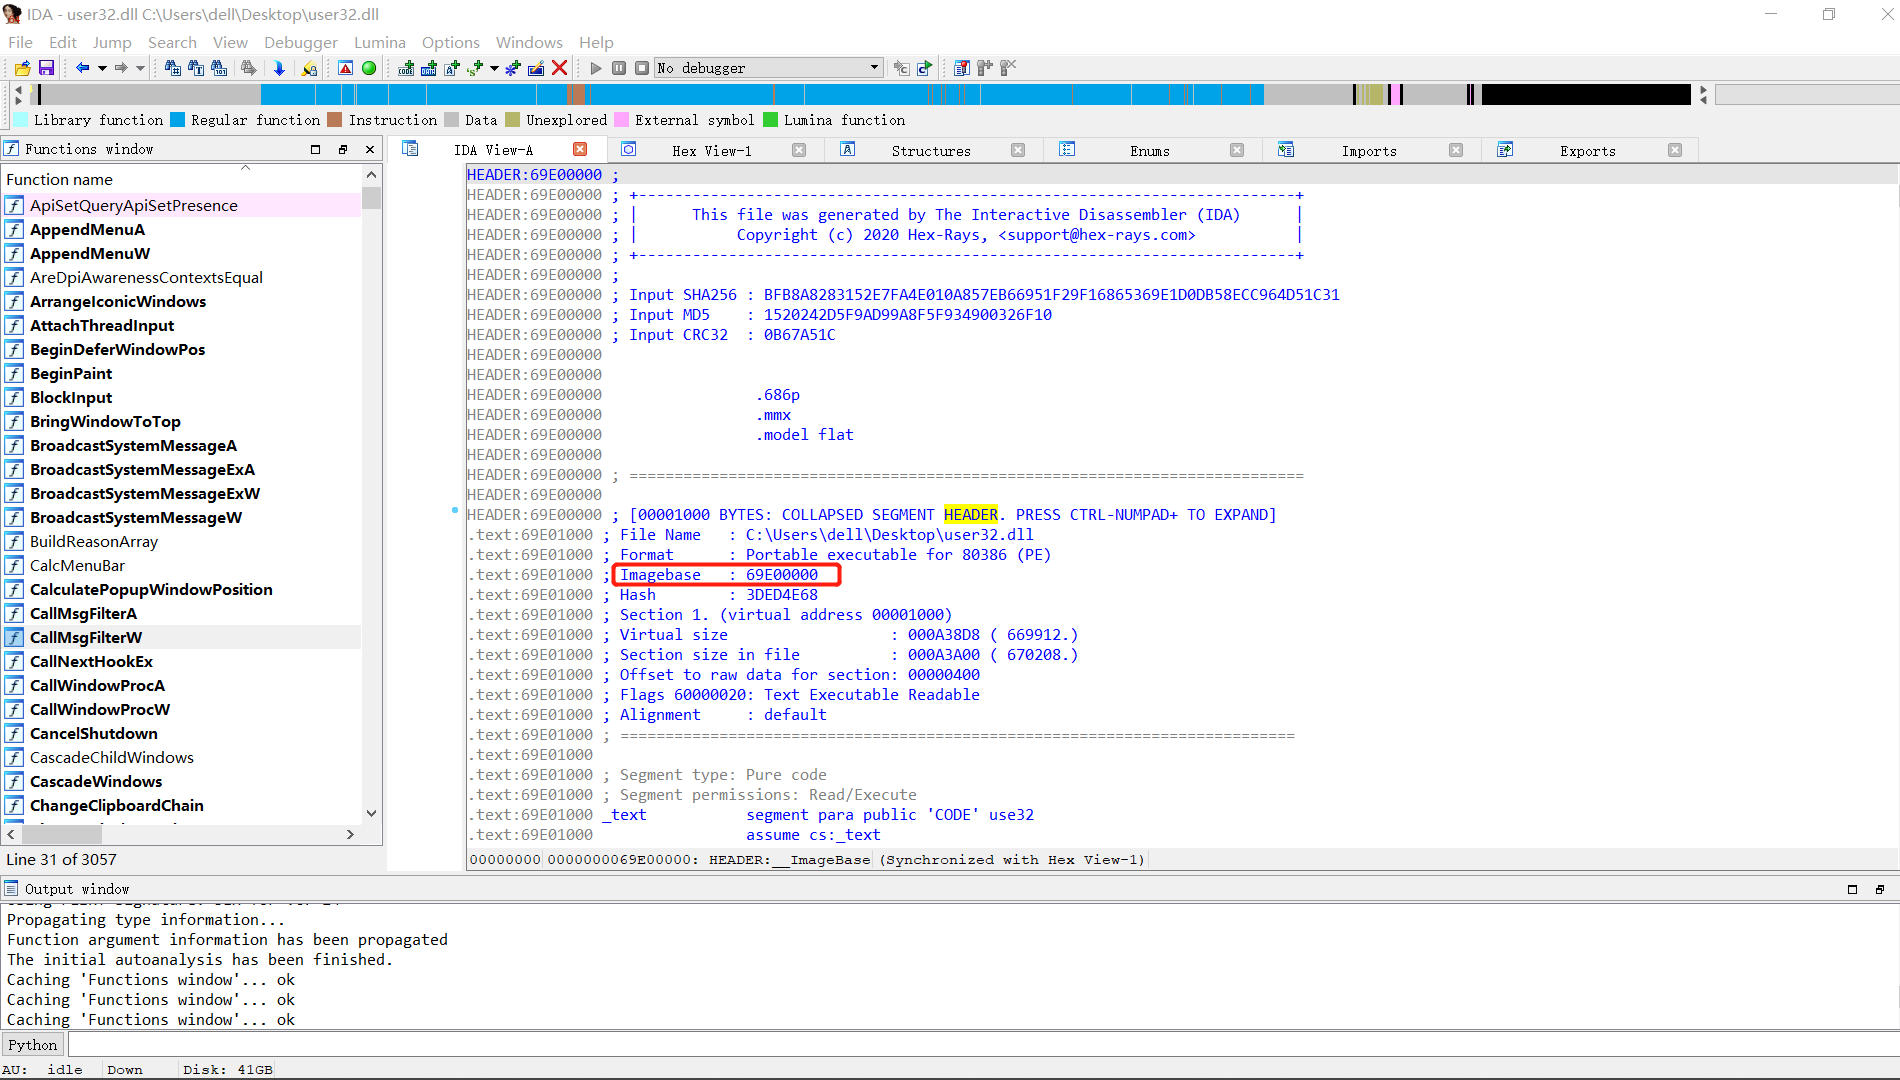 IDA - user32.dll C:\Users\dell\Desktop\user32.dll
File Edit Jump Search View Debugger Lumina Options Windows Help
No debugger
Library function Regular function Instruction Data Unexplored External symbol Lumina function
Functions window
IDA View-A Hex View-1 Structures Enums Imports Exports
Function name
ApiSetQueryApiSetPresence
AppendMenuA
AppendMenuW
AreDpiAwarenessContextsEqual
ArrangeIconicWindows
AttachThreadInput
BeginDeferWindowPos
BeginPaint
BlockInput
BringWindowToTop
BroadcastSystemMessageA
BroadcastSystemMessageExA
BroadcastSystemMessageExW
BroadcastSystemMessageW
BuildReasonArray
CalcMenuBar
CalculatePopupWindowPosition
CallMsgFilterA
CallMsgFilterW
CallNextHookEx
CallWindowProcA
CallWindowProcW
CancelShutdown
CascadeChildWindows
CascadeWindows
ChangeClipboardChain
Line 31 of 3057
HEADER:69E00000 ;
HEADER:69E00000 ; +-------------------------------------------------------------------------+
HEADER:69E00000 ; | This file was generated by The Interactive Disassembler (IDA) |
HEADER:69E00000 ; | Copyright (c) 2020 Hex-Rays, <support@hex-rays.com> |
HEADER:69E00000 ; +-------------------------------------------------------------------------+
HEADER:69E00000 ;
HEADER:69E00000 ; Input SHA256 : BFB8A8283152E7FA4E010A857EB66951F29F16865369E1D0DB58ECC964D51C31
HEADER:69E00000 ; Input MD5 : 1520242D5F9AD99A8F5F934900326F10
HEADER:69E00000 ; Input CRC32 : 0B67A51C
HEADER:69E00000
HEADER:69E00000
HEADER:69E00000 .686p
HEADER:69E00000 .mmx
HEADER:69E00000 .model flat
HEADER:69E00000
HEADER:69E00000 ; ===========================================================================
HEADER:69E00000
HEADER:69E00000 ; [00001000 BYTES: COLLAPSED SEGMENT HEADER. PRESS CTRL-NUMPAD+ TO EXPAND]
.text:69E01000 ; File Name : C:\Users\dell\Desktop\user32.dll
.text:69E01000 ; Format : Portable executable for 80386 (PE)
.text:69E01000 ; Imagebase : 69E00000
.text:69E01000 ; Hash : 3DED4E68
.text:69E01000 ; Section 1. (virtual address 00001000)
.text:69E01000 ; Virtual size : 000A38D8 ( 669912.)
.text:69E01000 ; Section size in file : 000A3A00 ( 670208.)
.text:69E01000 ; Offset to raw data for section: 00000400
.text:69E01000 ; Flags 60000020: Text Executable Readable
.text:69E01000 ; Alignment : default
.text:69E01000 ; ===========================================================================
.text:69E01000
.text:69E01000 ; Segment type: Pure code
.text:69E01000 ; Segment permissions: Read/Execute
.text:69E01000 _text segment para public 'CODE' use32
.text:69E01000 assume cs:_text
00000000 0000000069E00000: HEADER:__ImageBase (Synchronized with Hex View-1)
Output window
Propagating type information...
Function argument information has been propagated
The initial autoanalysis has been finished.
Caching 'Functions window'... ok
Caching 'Functions window'... ok
Caching 'Functions window'... ok
Python
AU: idle Down Disk: 41GB